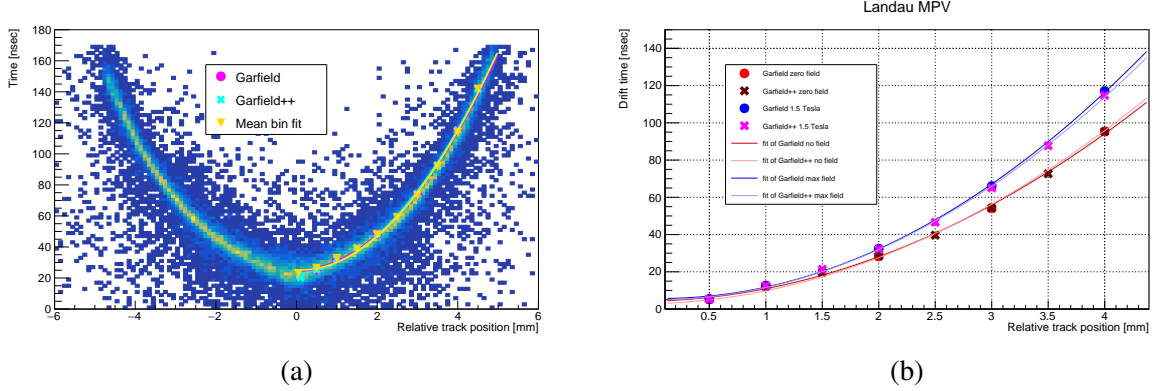 180
160
140
120
100
80
60
40
20
0
Time [nsec]
Garfield
Garfield++
Mean bin fit
−6 −4 −2 0 2 4 6
Relative track position [mm]
(a)
Landau MPV
Drift time [nsec]
140
120
100
80
60
40
20
0
Garfield zero field
Garfield++ zero field
Garfield 1.5 Tesla
Garfield++ 1.5 Tesla
fit of Garfield no field
fit of Garfield++ no field
fit of Garfield max field
fit of Garfield++ max field
0.5 1 1.5 2 2.5 3 3.5 4
Relative track position [mm]
(b)